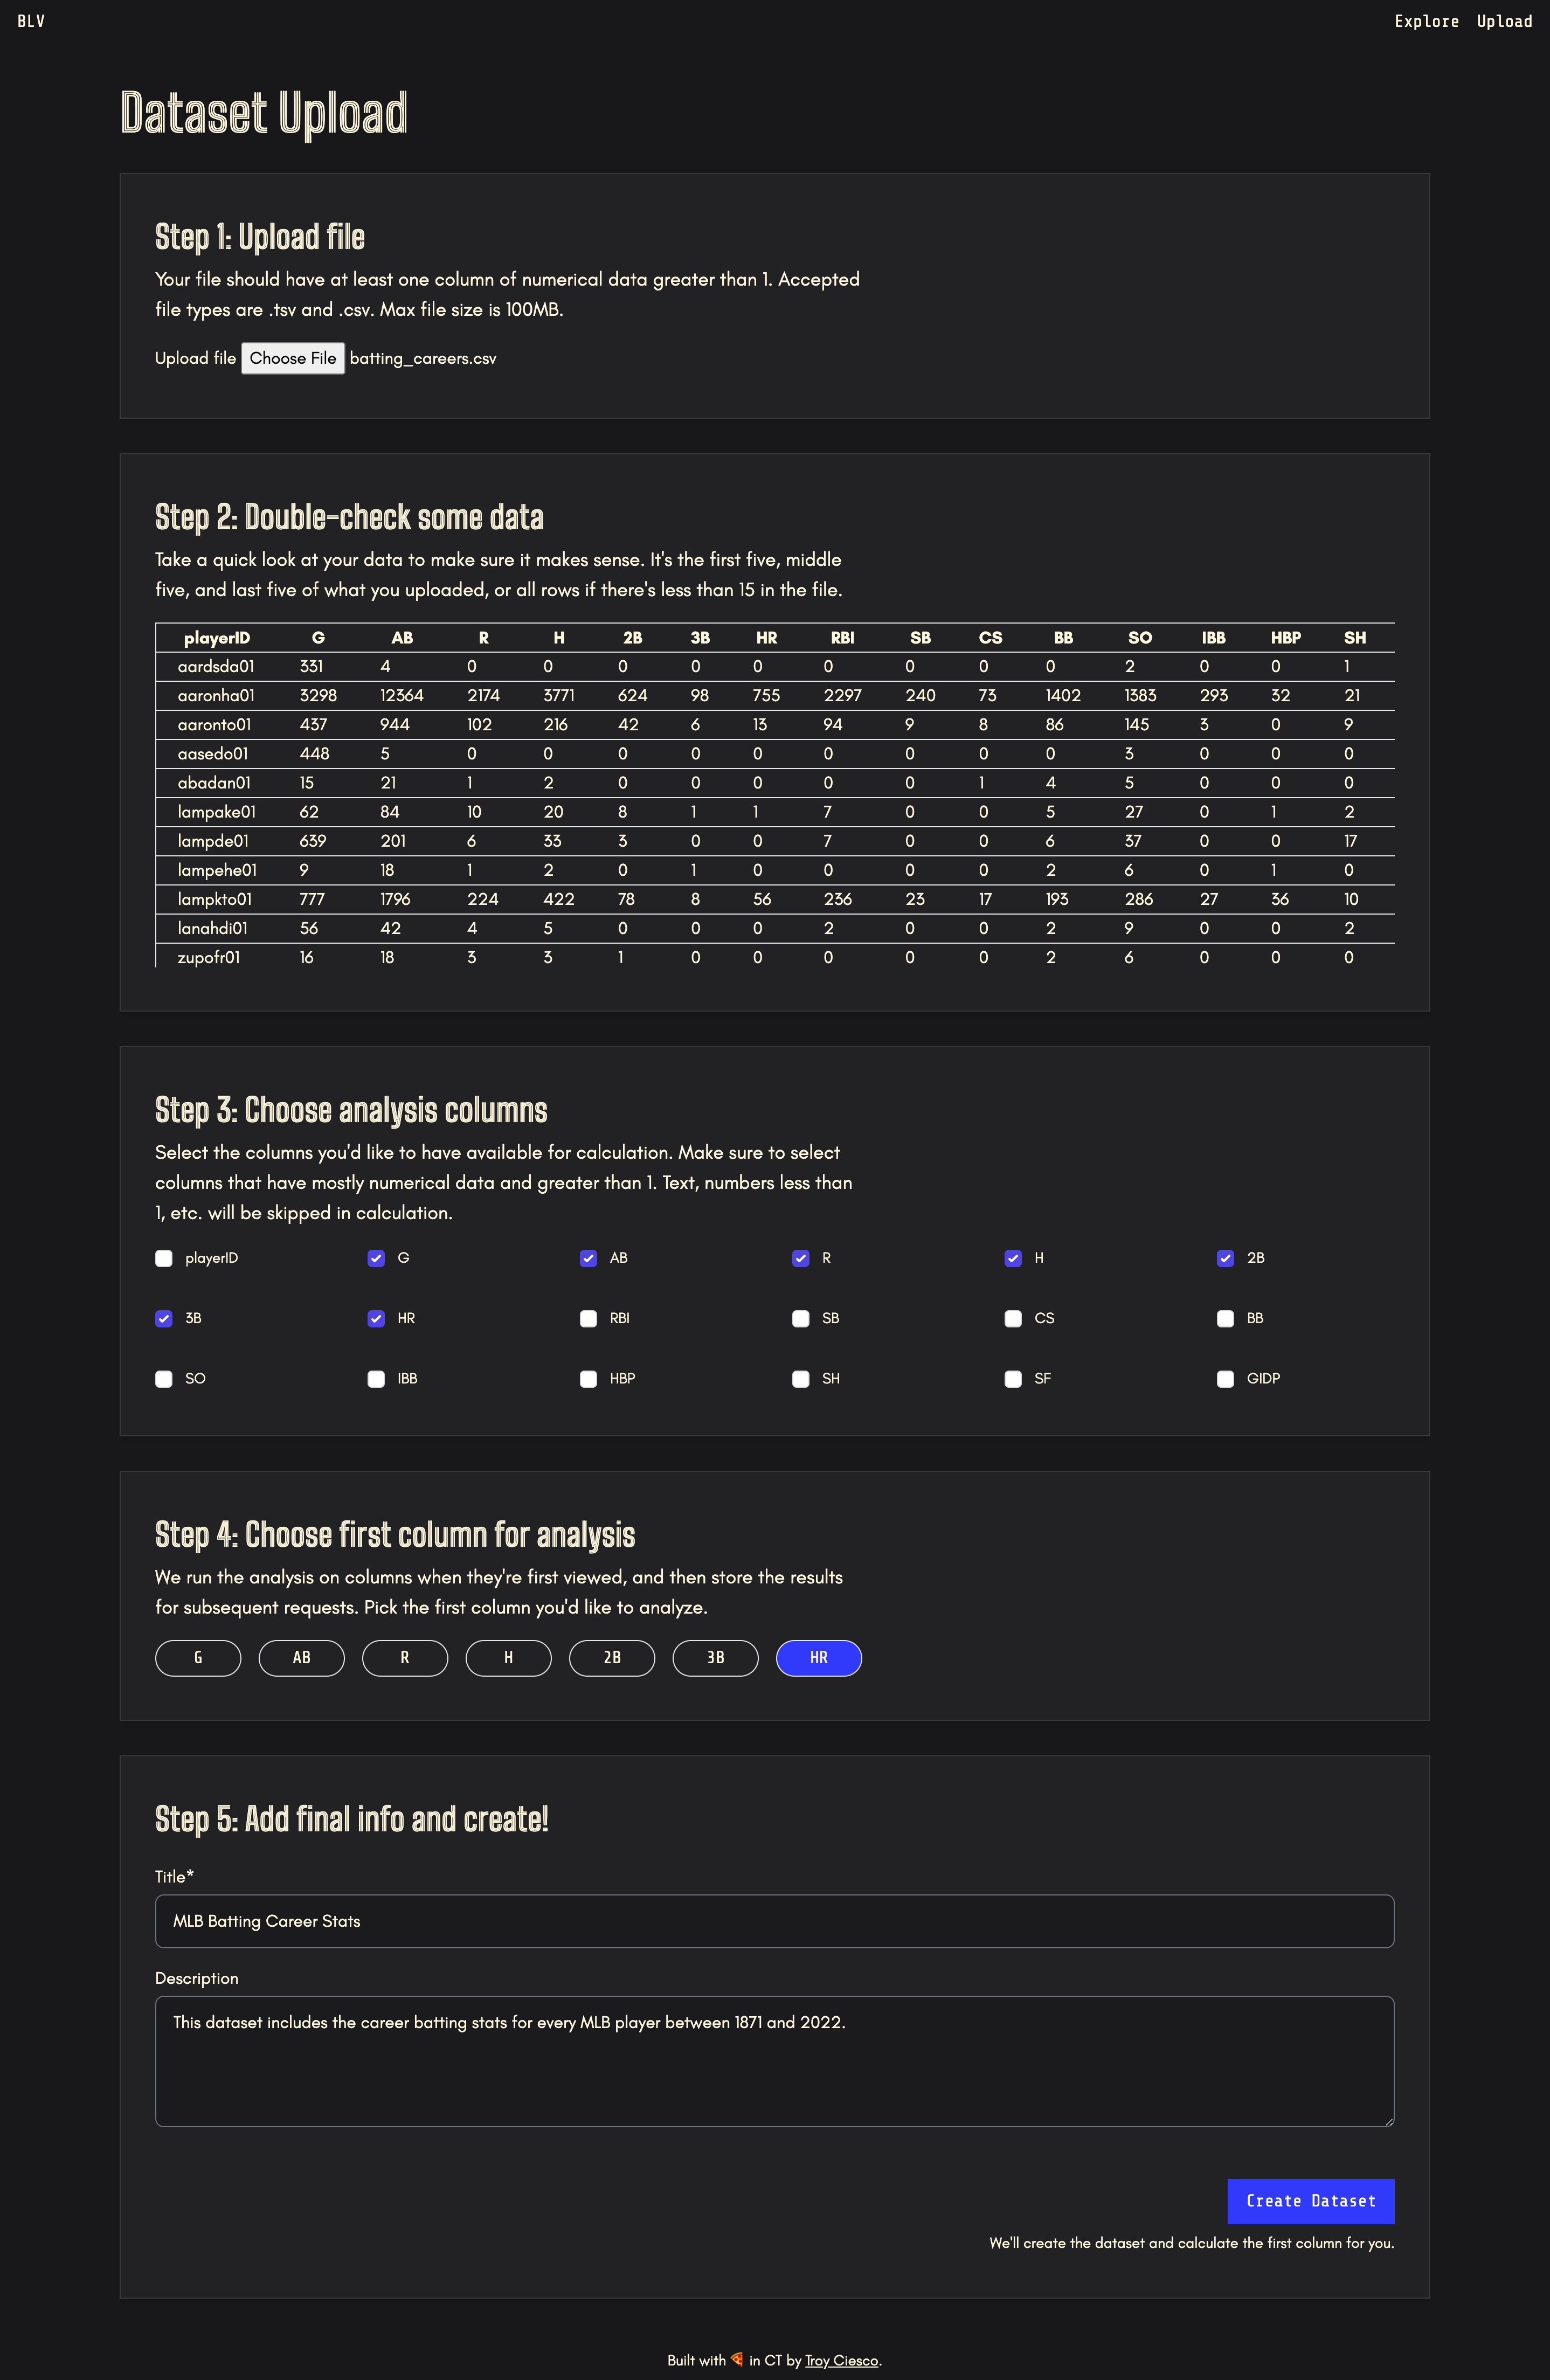 BLV
Explore Upload
Dataset Upload
Step 1: Upload file
Your file should have at least one column of numerical data greater than 1. Accepted
file types are .tsv and .csv. Max file size is 100MB.
Upload file Choose File batting_careers.csv
Step 2: Double-check some data
Take a quick look at your data to make sure it makes sense. It's the first five, middle
five, and last five of what you uploaded, or all rows if there's less than 15 in the file.
playerID G AB R H 2B 3B HR RBI SB CS BB SO IBB HBP SH
aardsda01 331 4 0 0 0 0 0 0 0 0 0 2 0 0 1
aaronha01 3298 12364 2174 3771 624 98 755 2297 240 73 1402 1383 293 32 21
aaronto01 437 944 102 216 42 6 13 94 9 8 86 145 3 0 9
aasedo01 448 5 0 0 0 0 0 0 0 0 0 3 0 0 0
abadan01 15 21 1 2 0 0 0 0 0 1 4 5 0 0 0
lampake01 62 84 10 20 8 1 1 7 0 0 5 27 0 1 2
lampde01 639 201 6 33 3 0 0 7 0 0 6 37 0 0 17
lampehe01 9 18 1 2 0 1 0 0 0 0 2 6 0 1 0
lampkto01 777 1796 224 422 78 8 56 236 23 17 193 286 27 36 10
lanahdi01 56 42 4 5 0 0 0 2 0 0 2 9 0 0 2
zupofr01 16 18 3 3 1 0 0 0 0 0 2 6 0 0 0
Step 3: Choose analysis columns
Select the columns you'd like to have available for calculation. Make sure to select
columns that have mostly numerical data and greater than 1. Text, numbers less than
1, etc. will be skipped in calculation.
playerID G AB R H 2B
3B HR RBI SB CS BB
SO IBB HBP SH SF GIDP
Step 4: Choose first column for analysis
We run the analysis on columns when they're first viewed, and then store the results
for subsequent requests. Pick the first column you'd like to analyze.
G AB R H 2B 3B HR
Step 5: Add final info and create!
Title*
MLB Batting Career Stats
Description
This dataset includes the career batting stats for every MLB player between 1871 and 2022.
Create Dataset
We'll create the dataset and calculate the first column for you.
Built with 🍕 in CT by Troy Ciesco.